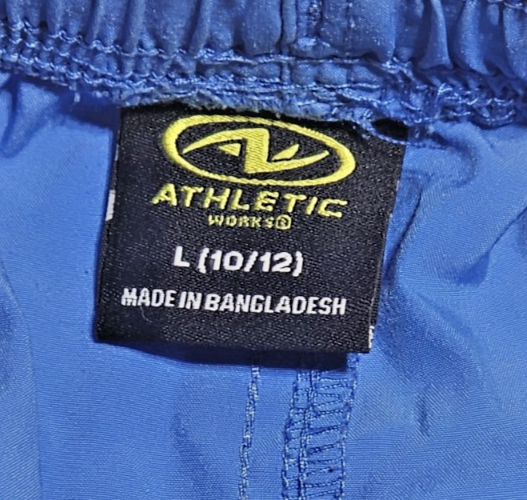 ATHLETIC
WORKS®
L (10/12)
MADE IN BANGLADESH